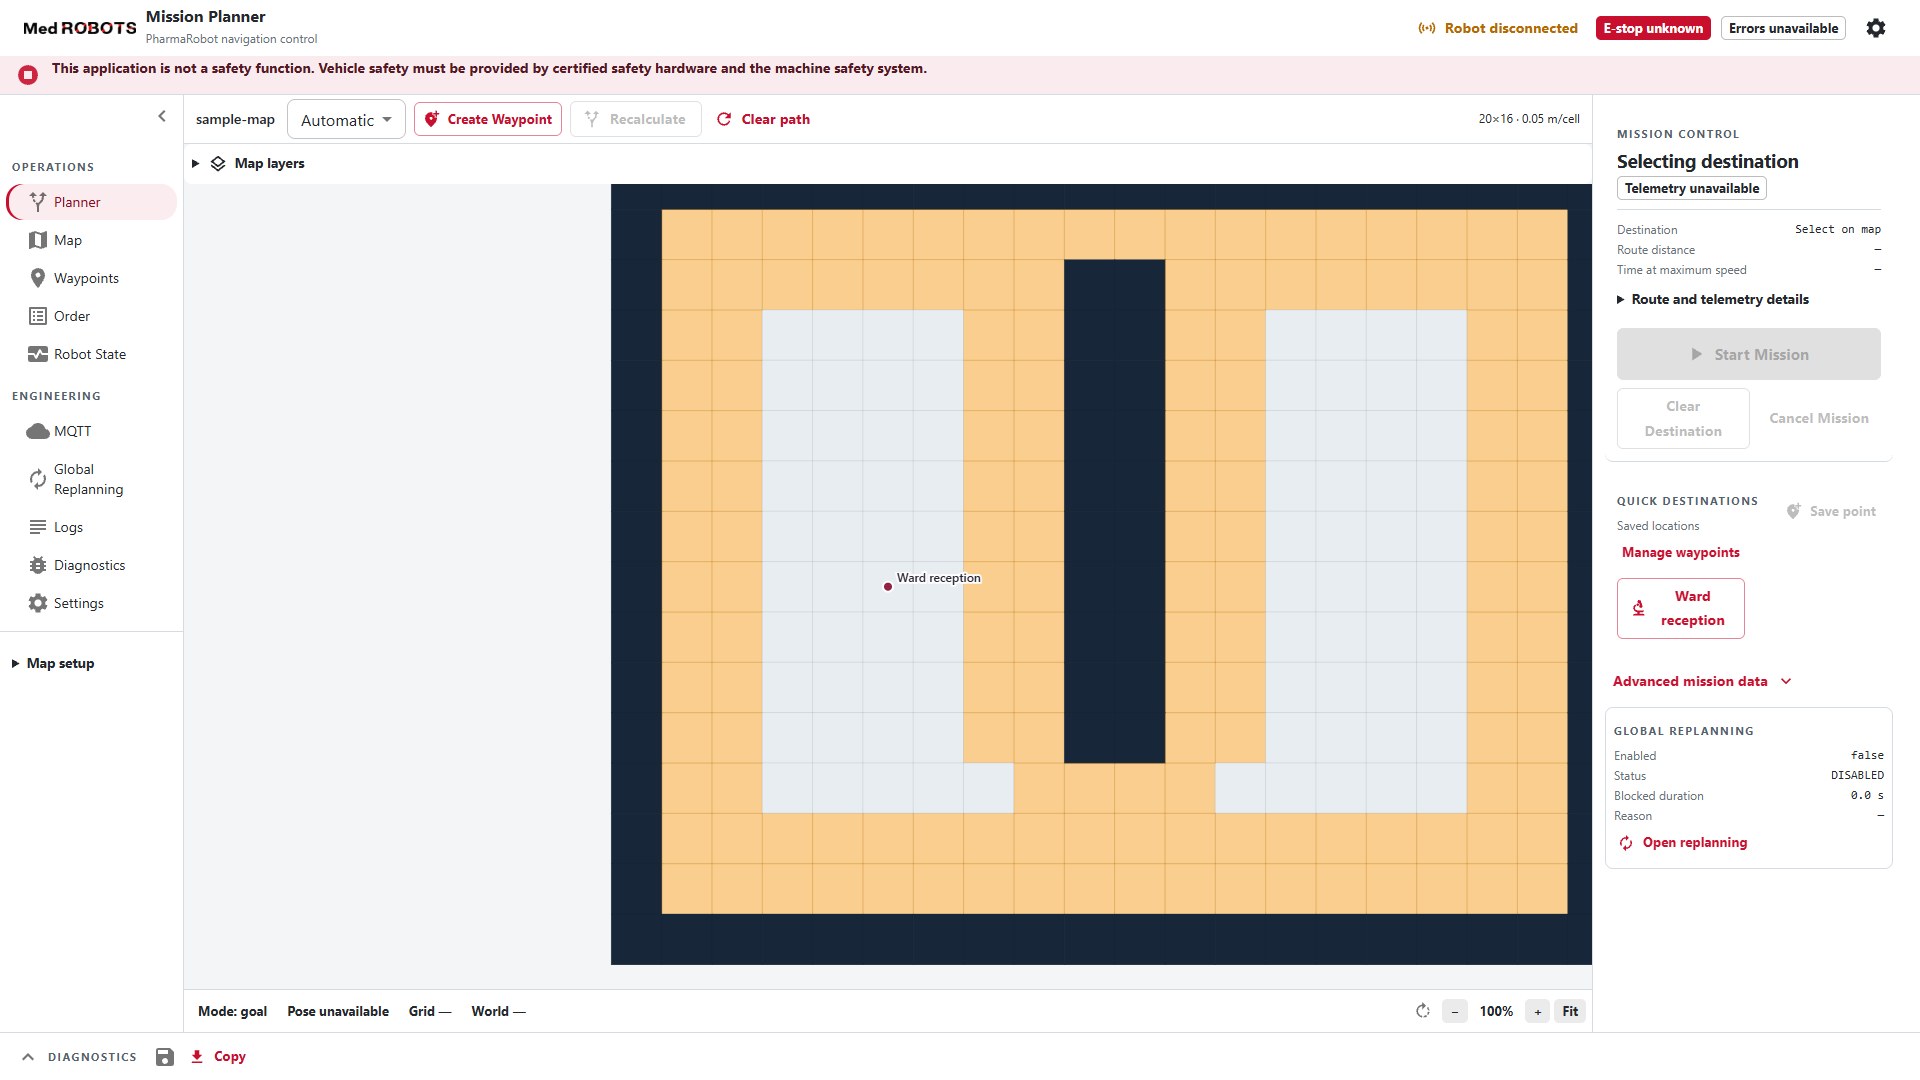 Med ROBOTS
Mission Planner
PharmaRobot navigation control
Robot disconnected
E-stop unknown
Errors unavailable
This application is not a safety function. Vehicle safety must be provided by certified safety hardware and the machine safety system.
OPERATIONS
Planner
Map
Waypoints
Order
Robot State
ENGINEERING
MQTT
Global
Replanning
Logs
Diagnostics
Settings
Map setup
sample-map
Automatic
Create Waypoint
Recalculate
Clear path
20×16 · 0.05 m/cell
Map layers
Ward reception
Mode: goal
Pose unavailable
Grid —
World —
−
100%
+
Fit
MISSION CONTROL
Selecting destination
Telemetry unavailable
Destination Select on map
Route distance —
Time at maximum speed —
Route and telemetry details
Start Mission
Clear
Destination
Cancel Mission
QUICK DESTINATIONS
Saved locations
Save point
Manage waypoints
Ward
reception
Advanced mission data
GLOBAL REPLANNING
Enabled false
Status DISABLED
Blocked duration 0.0 s
Reason —
Open replanning
DIAGNOSTICS
Copy